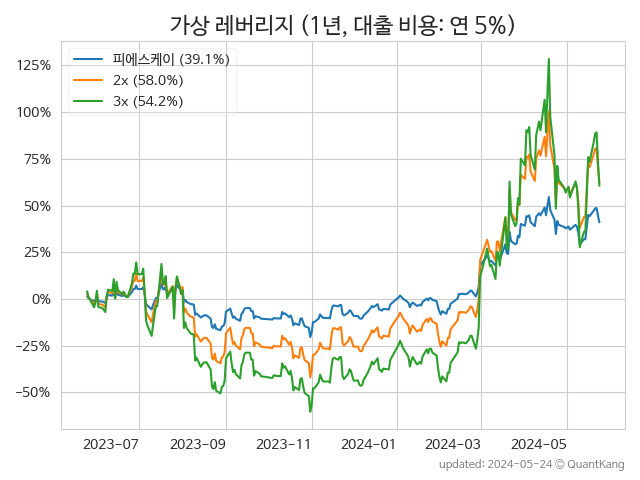 가상 레버리지 (1년, 대출 비용: 연 5%)
피에스케이 (39.1%)
2x (58.0%)
3x (54.2%)
125%
100%
75%
50%
25%
0%
−25%
−50%
2023-07
2023-09
2023-11
2024-01
2024-03
2024-05
updated: 2024-05-24 © QuantKang